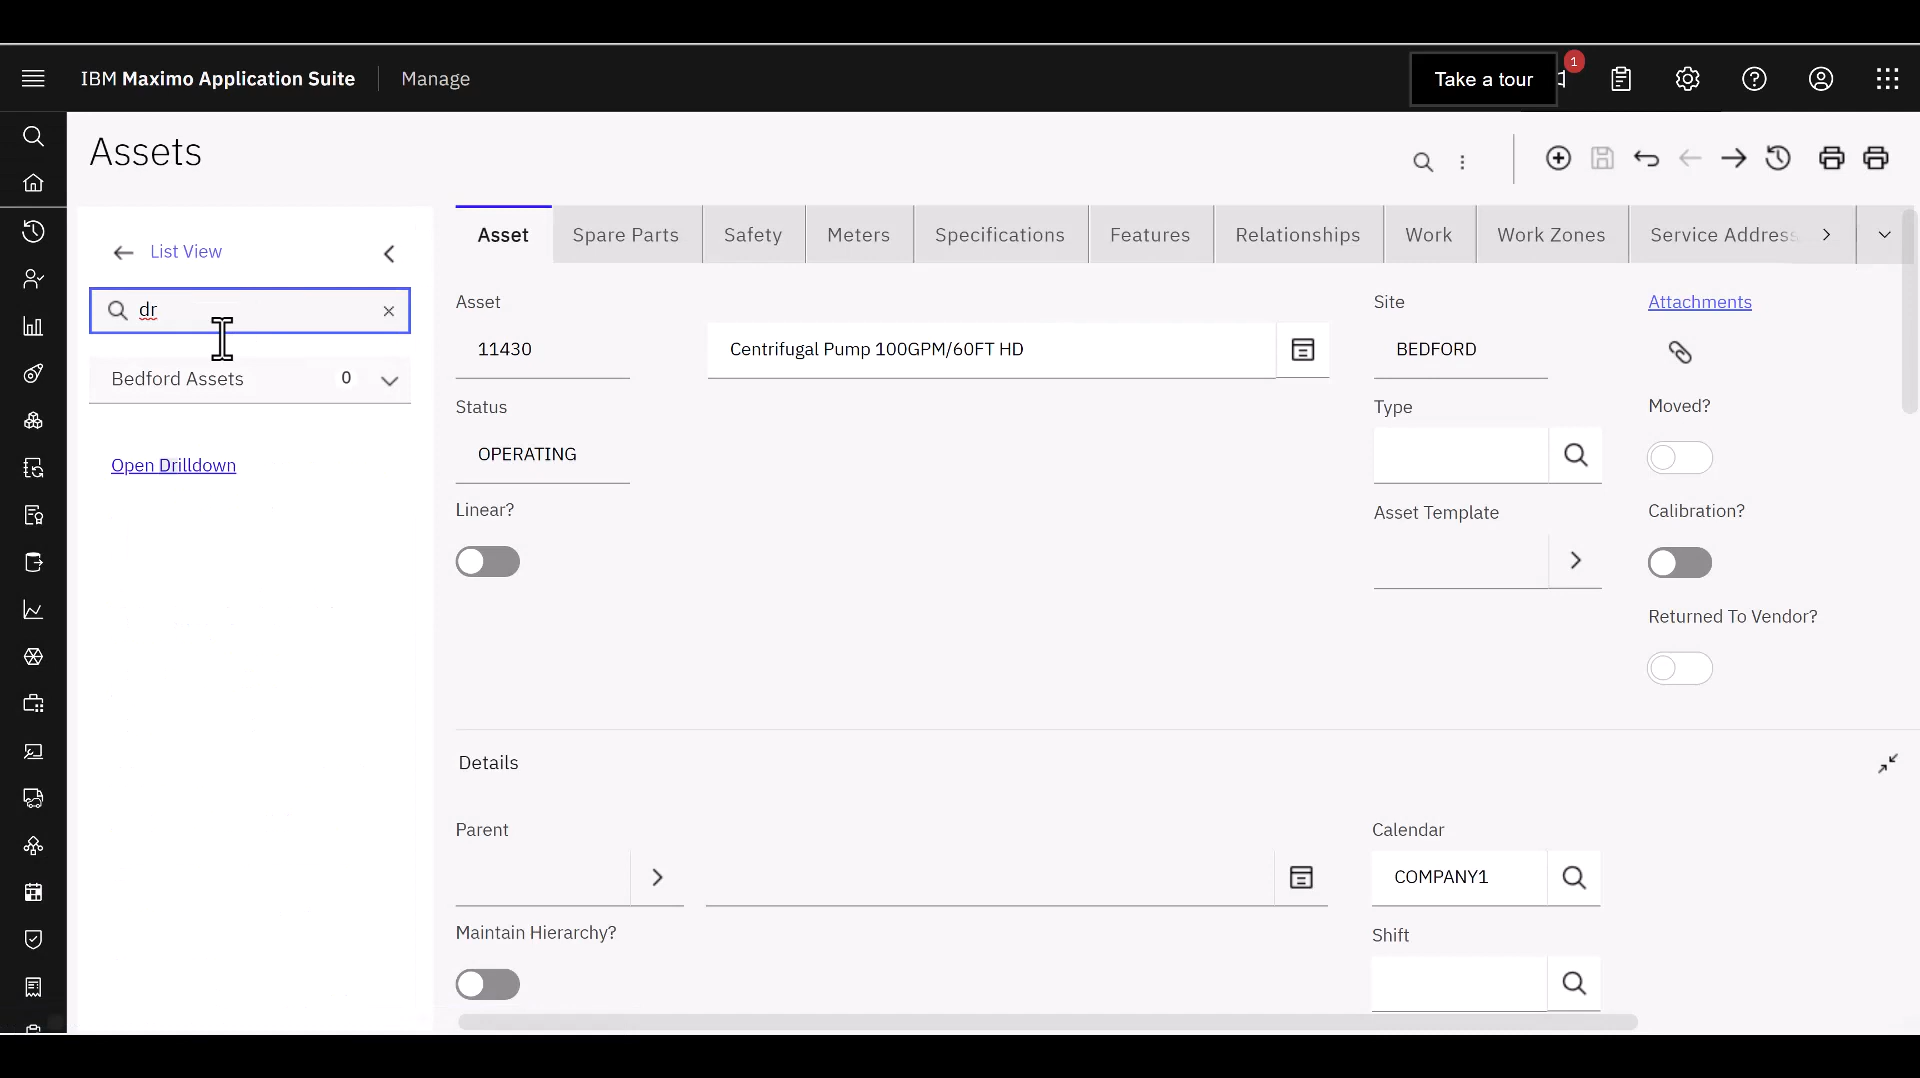 IBM Maximo Application Suite
Manage
Take a tour
1
Assets
List View
dr
Bedford Assets 0
Open Drilldown
Asset
Spare Parts
Safety
Meters
Specifications
Features
Relationships
Work
Work Zones
Service Address
Asset
11430
Centrifugal Pump 100GPM/60FT HD
Site
BEDFORD
Attachments
Status
OPERATING
Type
Moved?
Linear?
Asset Template
Calibration?
Returned To Vendor?
Details
Parent
Calendar
COMPANY1
Maintain Hierarchy?
Shift